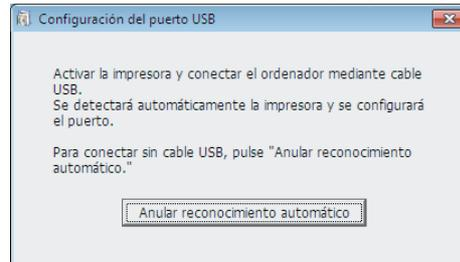 Configuración del puerto USB
Activar la impresora y conectar el ordenador mediante cable
USB.
Se detectará automáticamente la impresora y se configurará
el puerto.
Para conectar sin cable USB, pulse "Anular reconocimiento
automático."
Anular reconocimiento automático